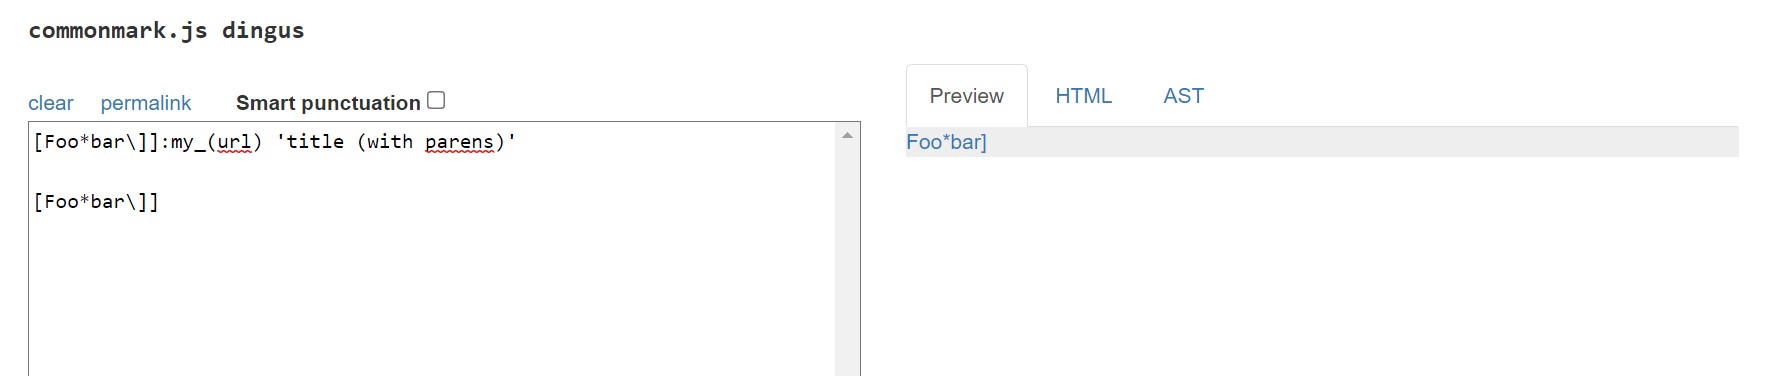 commonmark.js dingus
clear permalink Smart punctuation
[Foo*bar\]]:my_(url) 'title (with parens)'
[Foo*bar\]]
Preview HTML AST
Foo*bar]